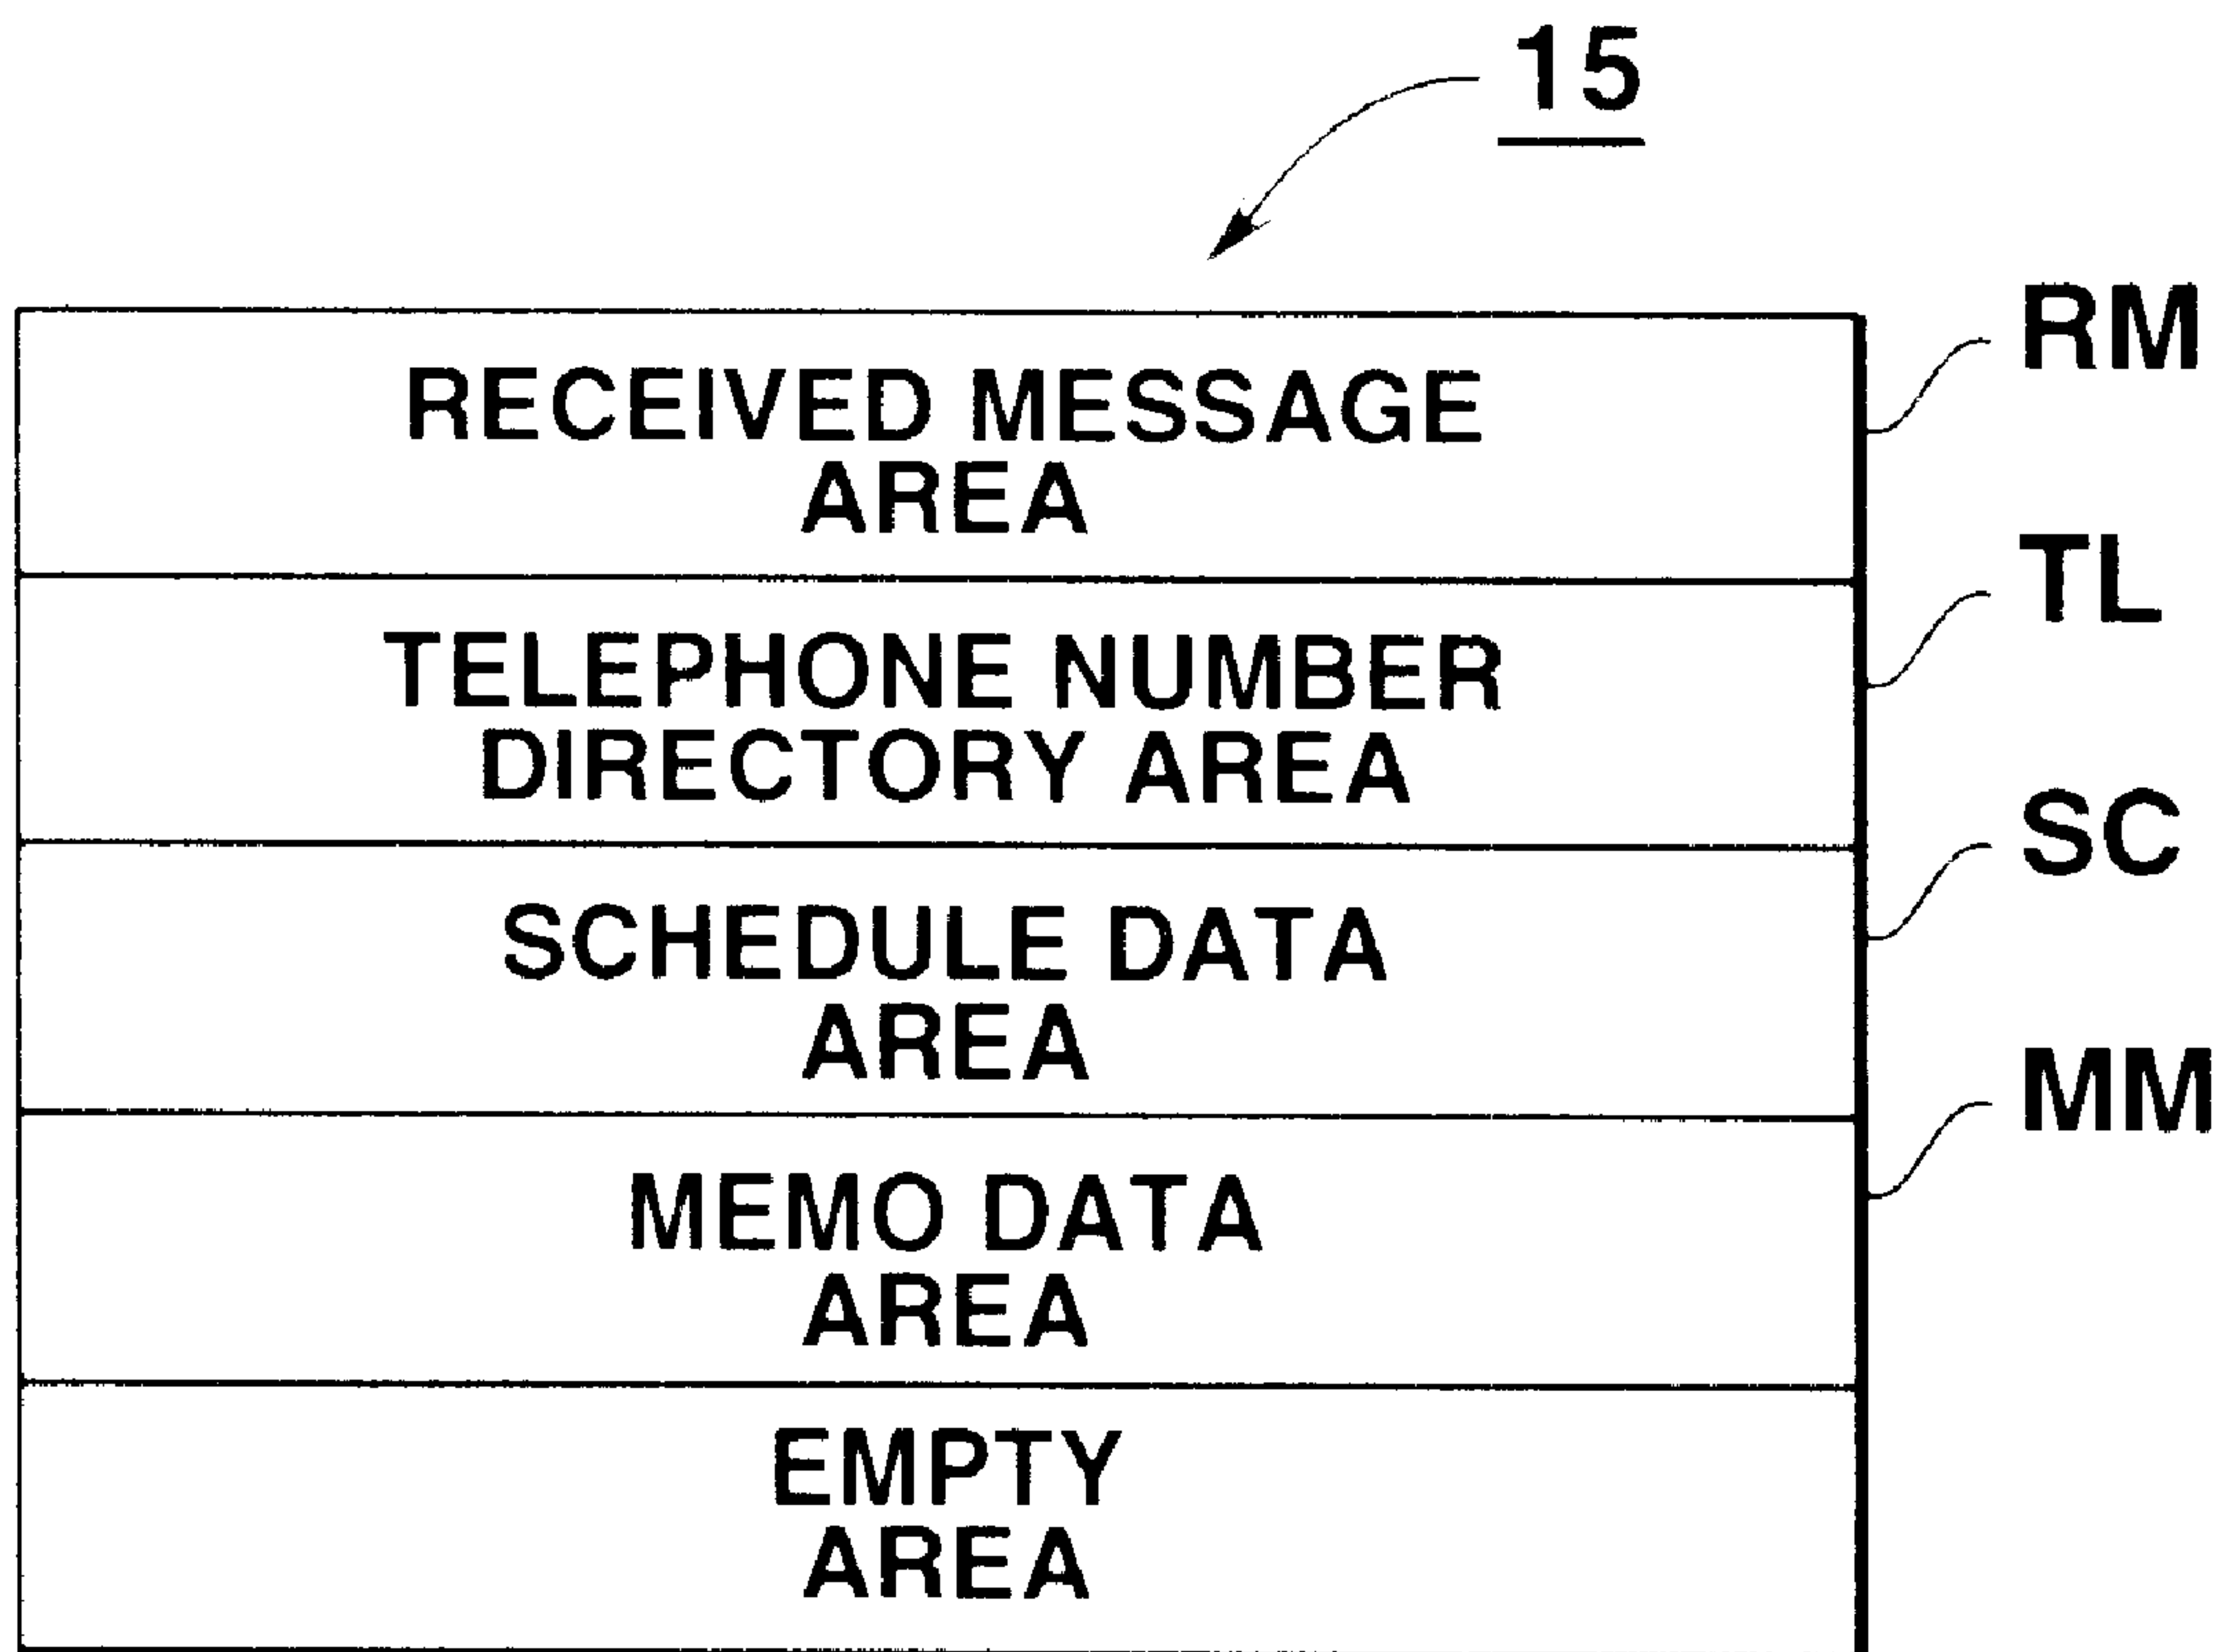 15
RM
RECEIVED MESSAGE
AREA
TL
TELEPHONE NUMBER
DIRECTORY AREA
SC
SCHEDULE DATA
AREA
MM
MEMO DATA
AREA
EMPTY
AREA